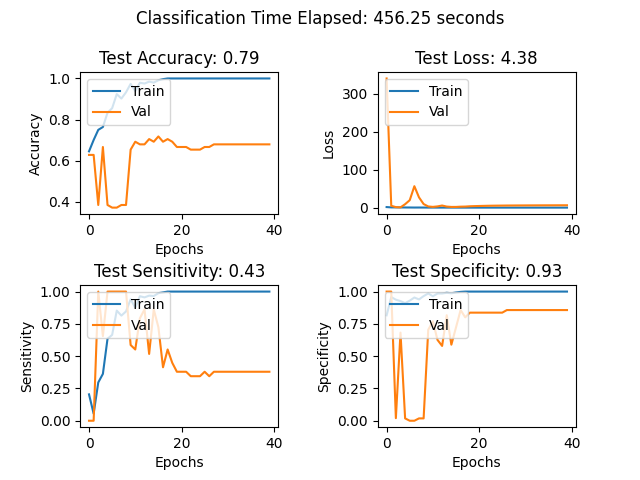 Classification Time Elapsed: 456.25 seconds
Test Accuracy: 0.79
Accuracy
1.0
0.8
0.6
0.4
Train
Val
0
20
40
Epochs
Test Loss: 4.38
Loss
300
200
100
0
Train
Val
0
20
40
Epochs
Test Sensitivity: 0.43
Sensitivity
1.00
0.75
0.50
0.25
0.00
Train
Val
0
20
40
Epochs
Test Specificity: 0.93
Specificity
1.00
0.75
0.50
0.25
0.00
Train
Val
0
20
40
Epochs